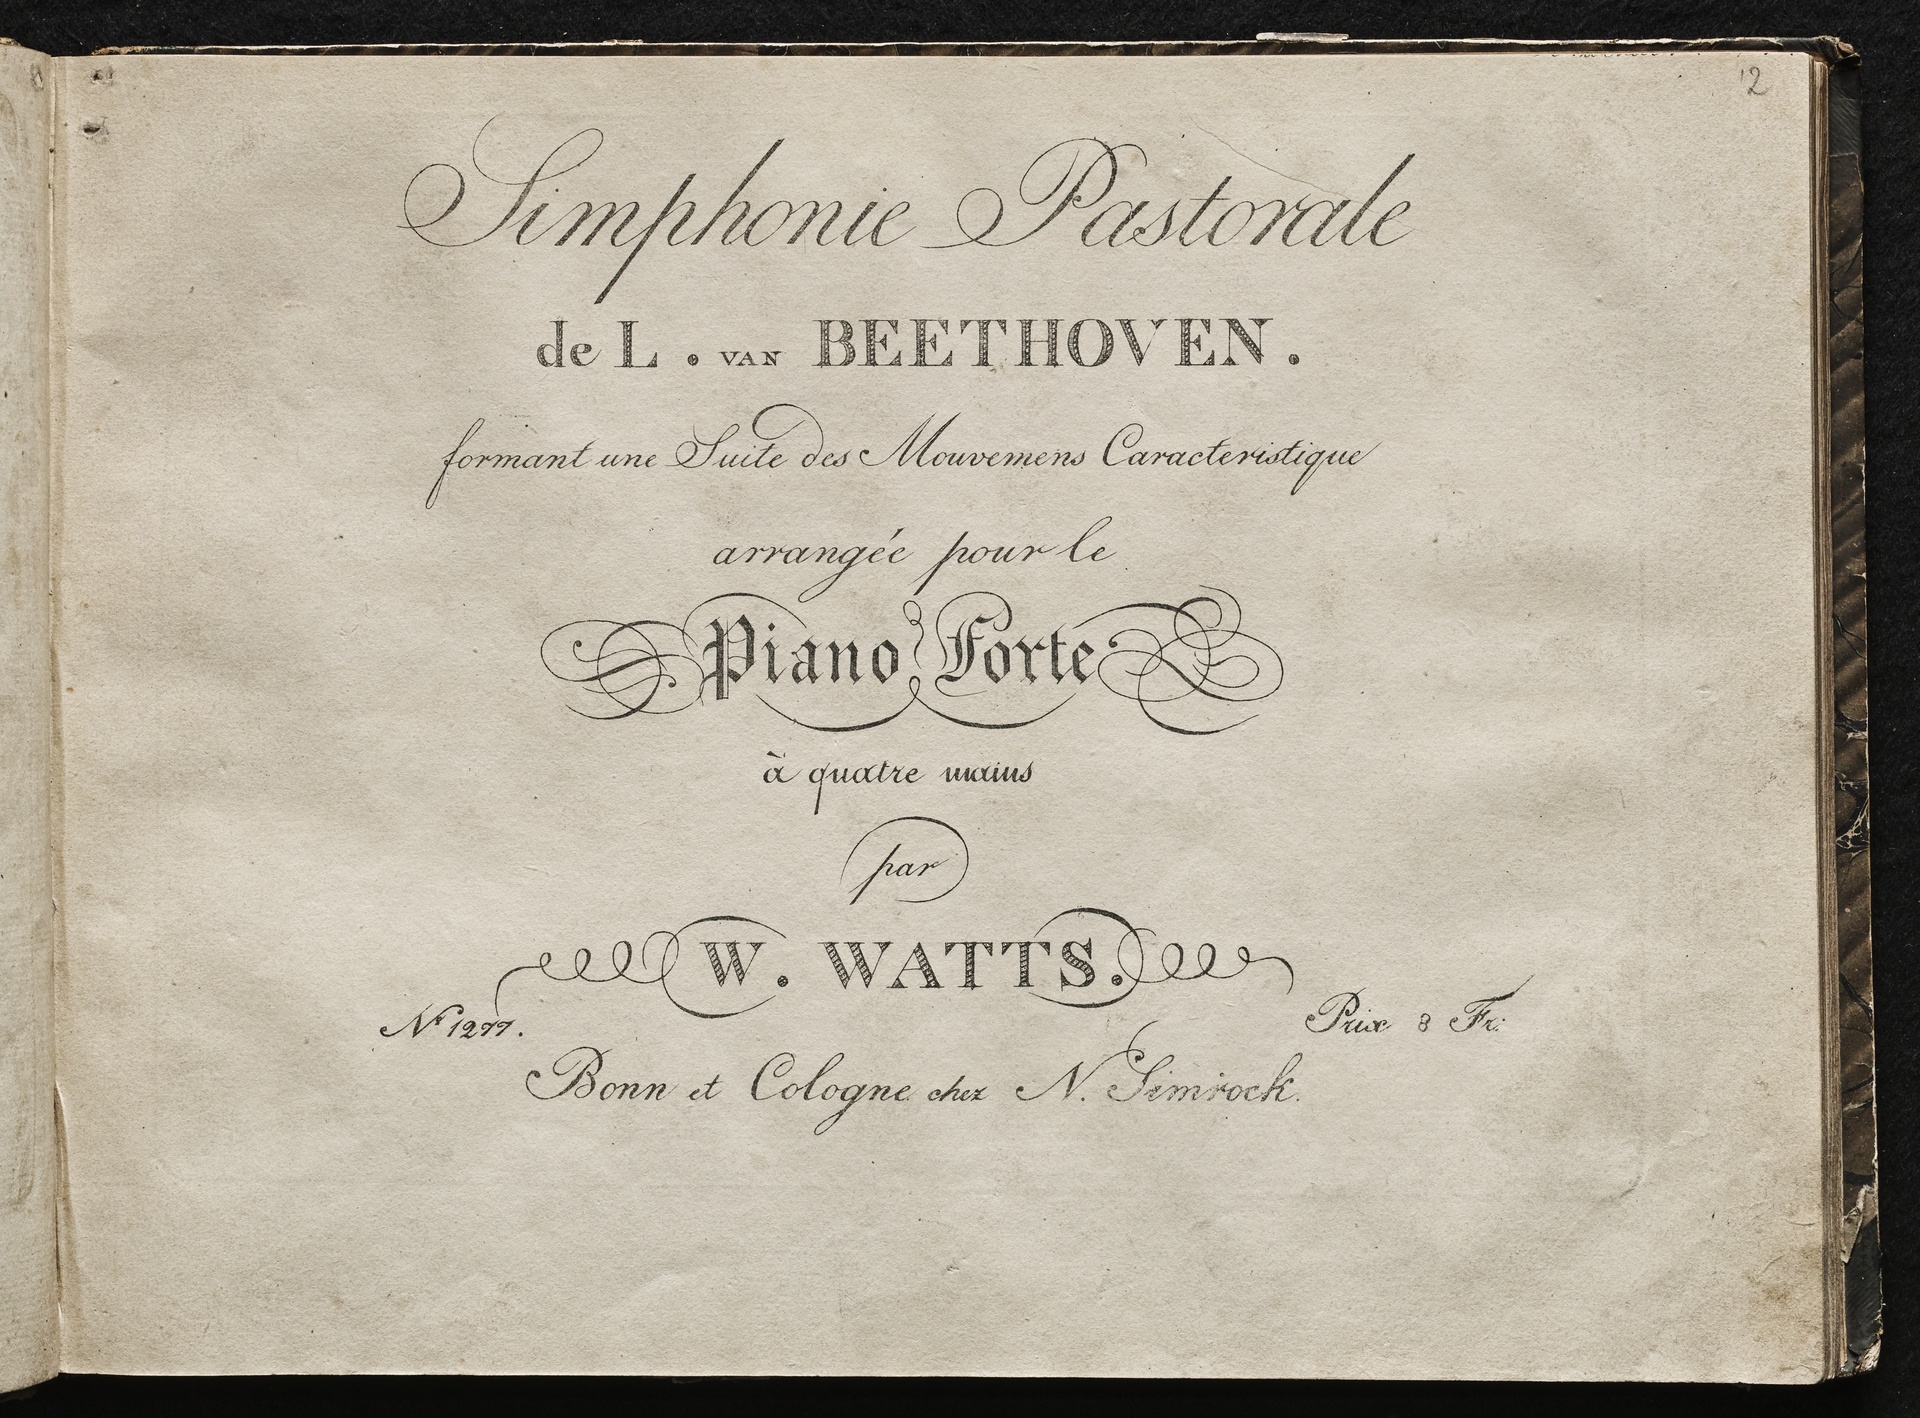 12
Simphonie Pastorale
de L. VAN BEETHOVEN.
formant une Suite des Mouvemens Caracteristique
arrangée pour le
Piano Forte
à quatre mains
par
W. WATTS.
Nr 1277. Prix 8 Fr:
Bonn et Cologne chez N. Simrock.